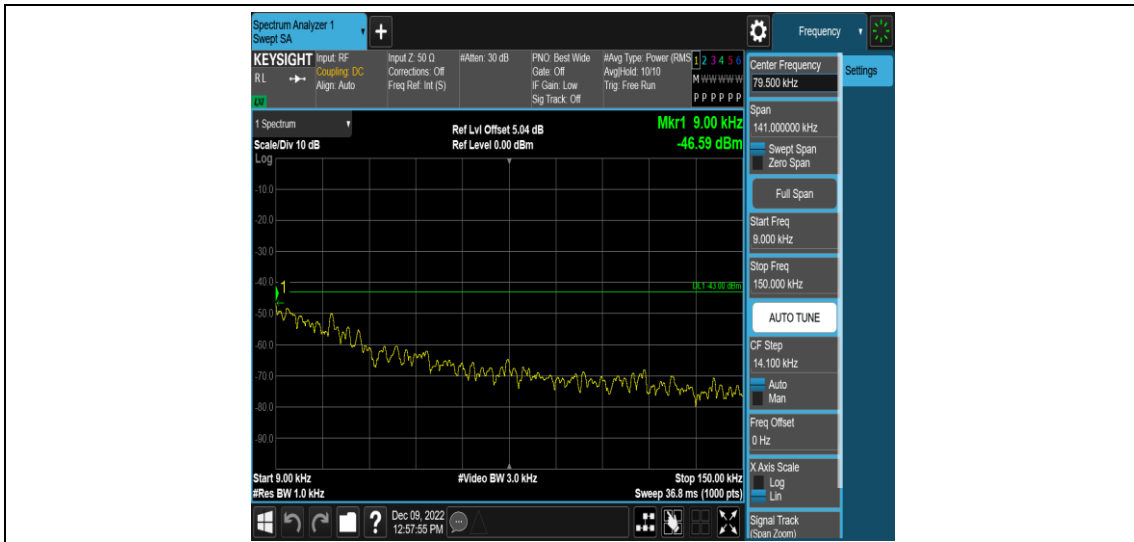 Spectrum Analyzer 1
Swept SA
+
Frequency
KEYSIGHT
RL
LM
Input: RF
Coupling: DC
Align: Auto
Input Z: 50 Ω
Corrections: Off
Freq Ref: Int (S)
#Atten: 30 dB
PNO: Best Wide
Gate: Off
IF Gain: Low
Sig Track: Off
#Avg Type: Power (RMS
Avg|Hold: 10/10
Trig: Free Run
1 2 3 4 5 6
M W W W W W
P P P P P P
1 Spectrum
Scale/Div 10 dB
Log
Ref Lvl Offset 5.04 dB
Ref Level 0.00 dBm
Mkr1 9.00 kHz
-46.59 dBm
-10.0
-20.0
-30.0
-40.0
1
DL1 -43.00 dBm
-50.0
-60.0
-70.0
-80.0
-90.0
Start 9.00 kHz
#Res BW 1.0 kHz
#Video BW 3.0 kHz
Stop 150.00 kHz
Sweep 36.8 ms (1000 pts)
?
Dec 09, 2022
12:57:55 PM
Center Frequency
79.500 kHz
Settings
Span
141.000000 kHz
Swept Span
Zero Span
Full Span
Start Freq
9.000 kHz
Stop Freq
150.000 kHz
AUTO TUNE
CF Step
14.100 kHz
Auto
Man
Freq Offset
0 Hz
X Axis Scale
Log
Lin
Signal Track
(Span Zoom)